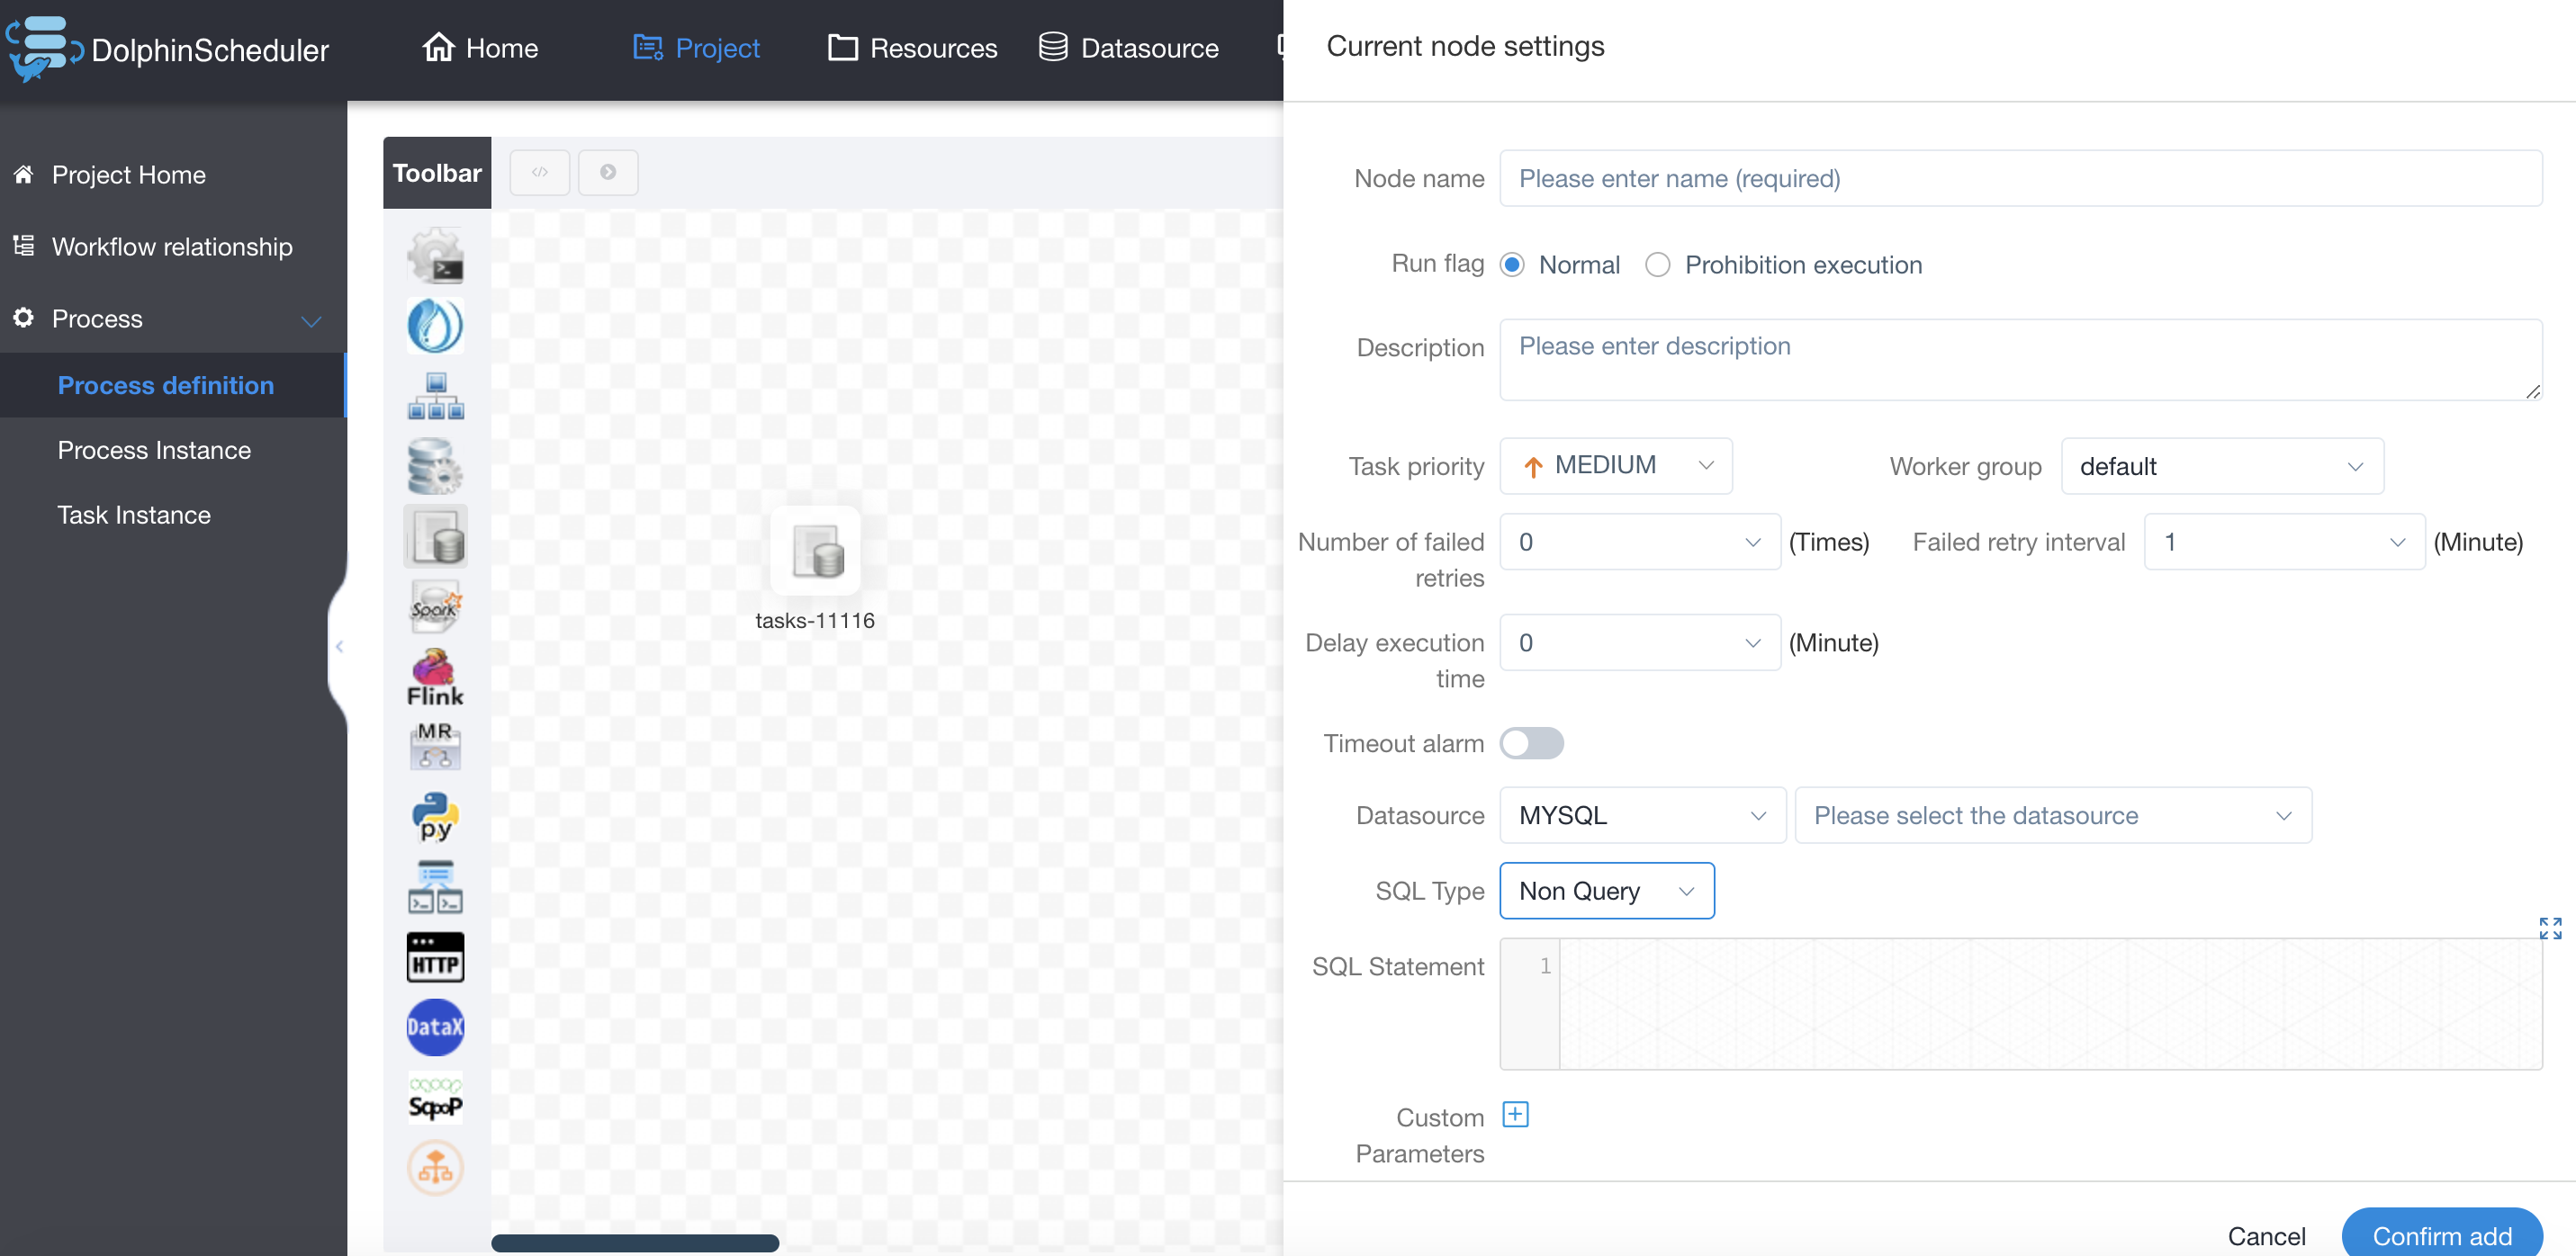 DolphinScheduler
Home
Project
Resources
Datasource
Current node settings
Project Home
Workflow relationship
Process
Process definition
Process Instance
Task Instance
Toolbar
</>
>_
Spark
Flink
MR
py
>_ >_
HTTP
DataX
SqooP
tasks-11116
Node name Please enter name (required)
Run flag Normal Prohibition execution
Description Please enter description
Task priority MEDIUM Worker group default
Number of failed retries 0 (Times) Failed retry interval 1 (Minute)
Delay execution time 0 (Minute)
Timeout alarm
Datasource MYSQL Please select the datasource
SQL Type Non Query
SQL Statement 1
Custom
Parameters
Cancel Confirm add